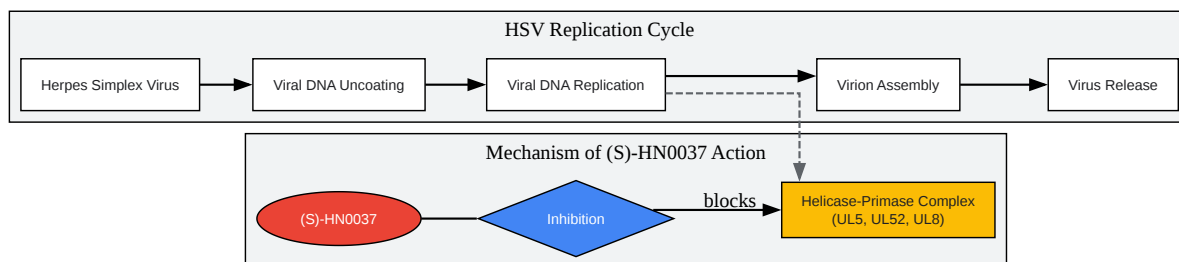 HSV Replication Cycle
Herpes Simplex Virus
Viral DNA Uncoating
Viral DNA Replication
Virion Assembly
Virus Release
Mechanism of (S)-HN0037 Action
(S)-HN0037
Inhibition
blocks
Helicase-Primase Complex
(UL5, UL52, UL8)